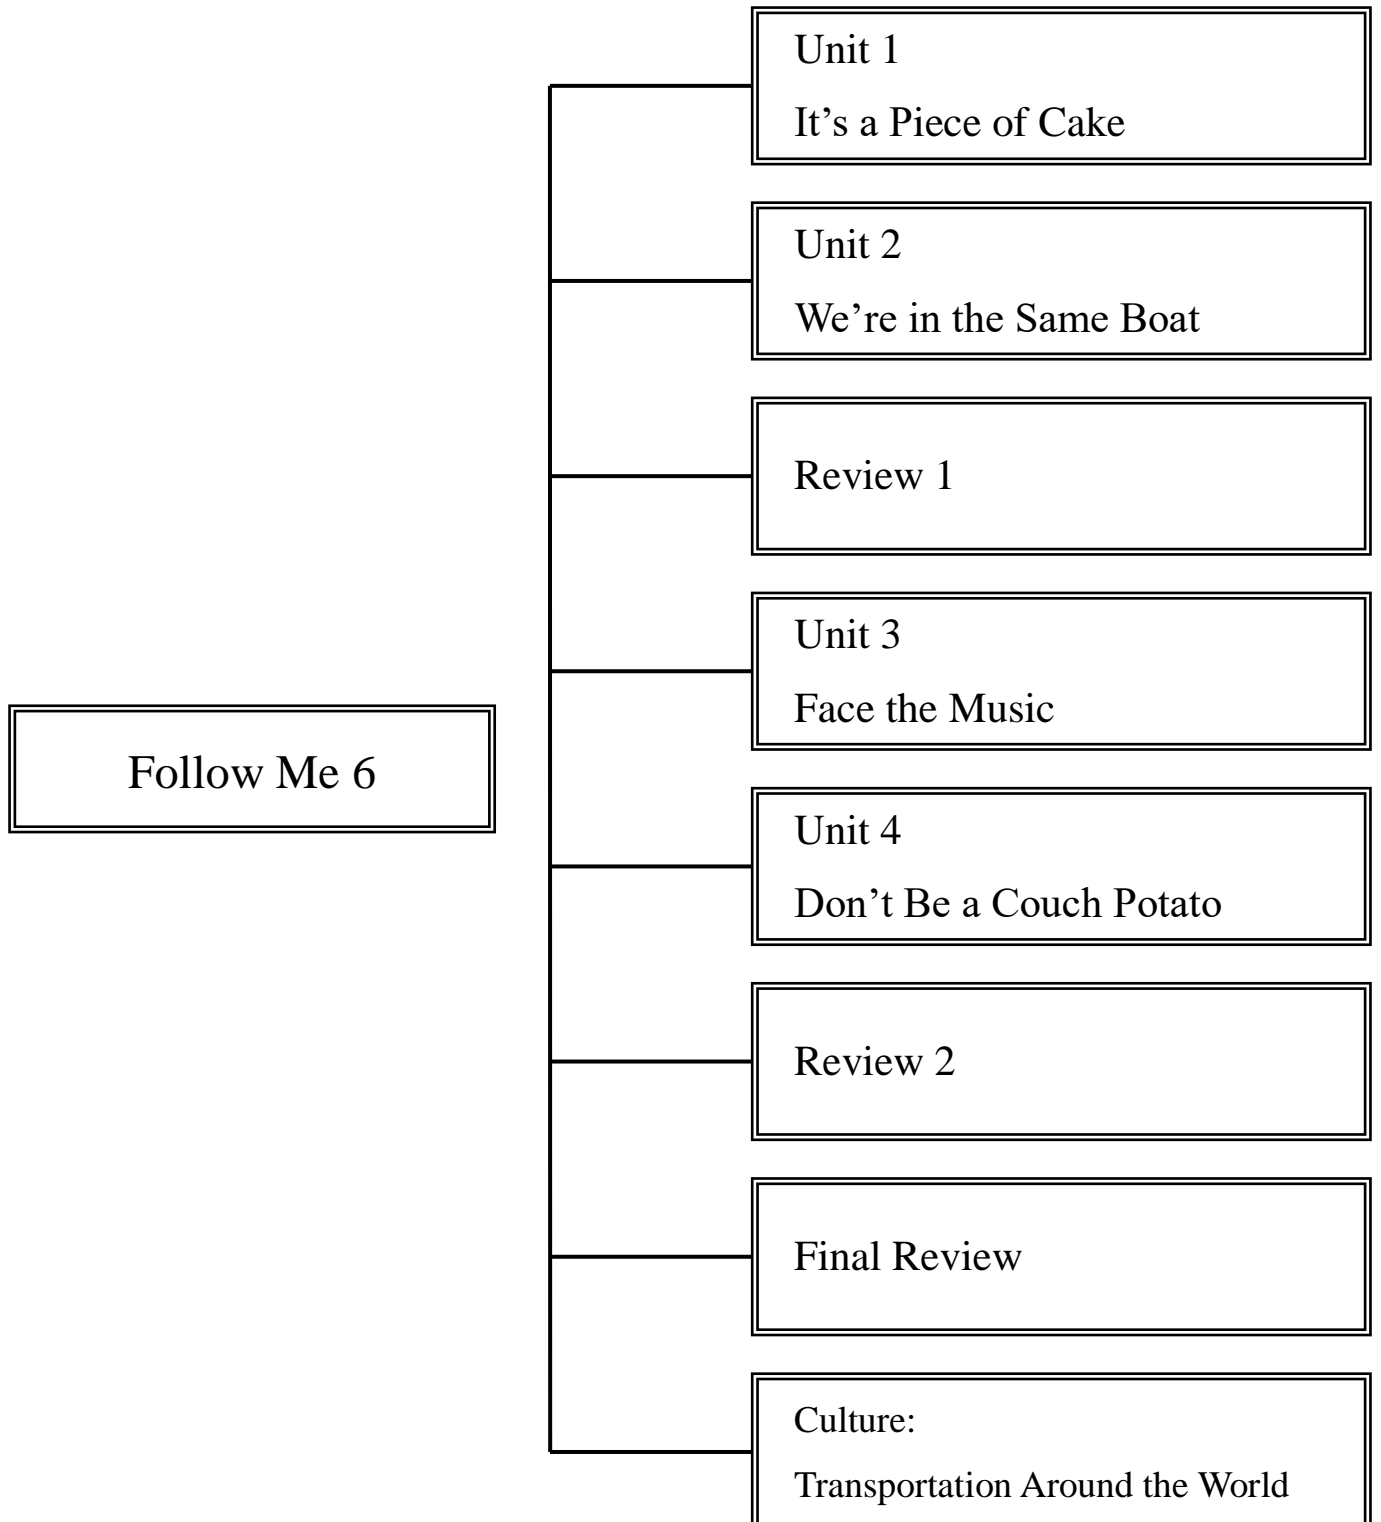 Follow Me 6
Unit 1
It’s a Piece of Cake
Unit 2
We’re in the Same Boat
Review 1
Unit 3
Face the Music
Unit 4
Don’t Be a Couch Potato
Review 2
Final Review
Culture:
Transportation Around the World